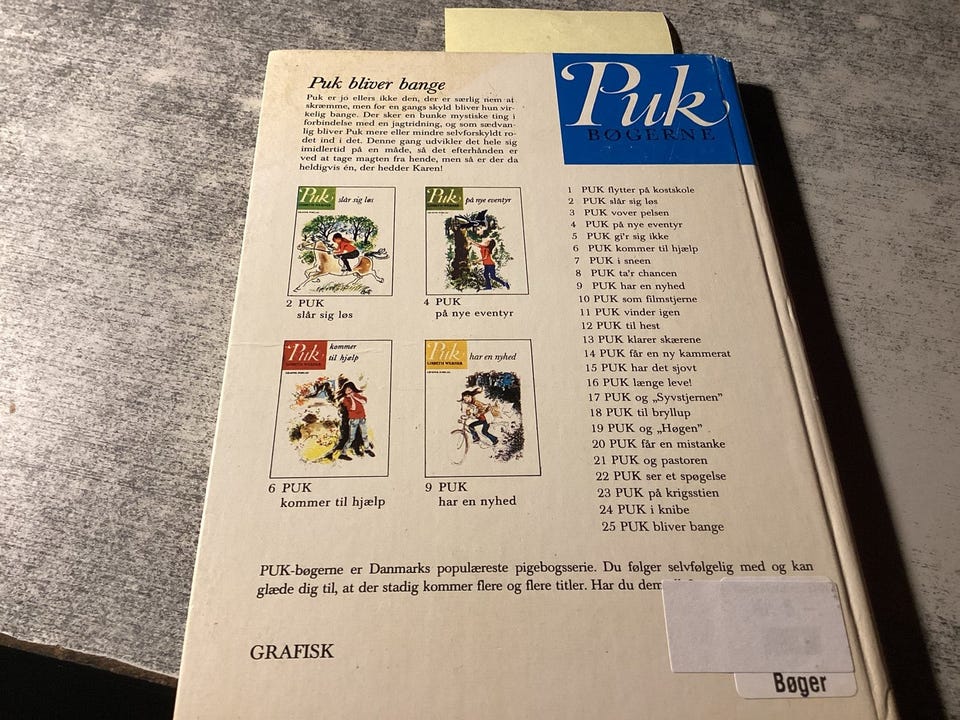 Puk bliver bange
Puk er jo ellers ikke den, der er særlig nem at
skræmme, men for en gangs skyld bliver hun vir-
kelig bange. Der sker en bunke mystiske ting i
forbindelse med en jagtridning, og som sædvan-
lig bliver Puk mere eller mindre selvforskyldt ro-
det ind i det. Denne gang udvikler det hele sig
imidlertid på en måde, så det efterhånden er
ved at tage magten fra hende, men så er der da
heldigvis én, der hedder Karen!
Puk slår sig løs
LISBETH WERNER
2 PUK
slår sig løs
Puk på nye eventyr
LISBETH WERNER
4 PUK
på nye eventyr
Puk kommer
til hjælp
LISBETH WERNER
6 PUK
kommer til hjælp
Puk har en nyhed
LISBETH WERNER
9 PUK
har en nyhed
Puk
BØGERNE
1 PUK flytter på kostskole
2 PUK slår sig løs
3 PUK vover pelsen
4 PUK på nye eventyr
5 PUK gi'r sig ikke
6 PUK kommer til hjælp
7 PUK i sneen
8 PUK ta'r chancen
9 PUK har en nyhed
10 PUK som filmstjerne
11 PUK vinder igen
12 PUK til hest
13 PUK klarer skærene
14 PUK får en ny kammerat
15 PUK har det sjovt
16 PUK længe leve!
17 PUK og „Syvstjernen"
18 PUK til bryllup
19 PUK og „Høgen"
20 PUK får en mistanke
21 PUK og pastoren
22 PUK ser et spøgelse
23 PUK på krigsstien
24 PUK i knibe
25 PUK bliver bange
PUK-bøgerne er Danmarks populæreste pigebogsserie. Du følger selvfølgelig med og kan
glæde dig til, at der stadig kommer flere og flere titler. Har du dem
GRAFISK
Bøger